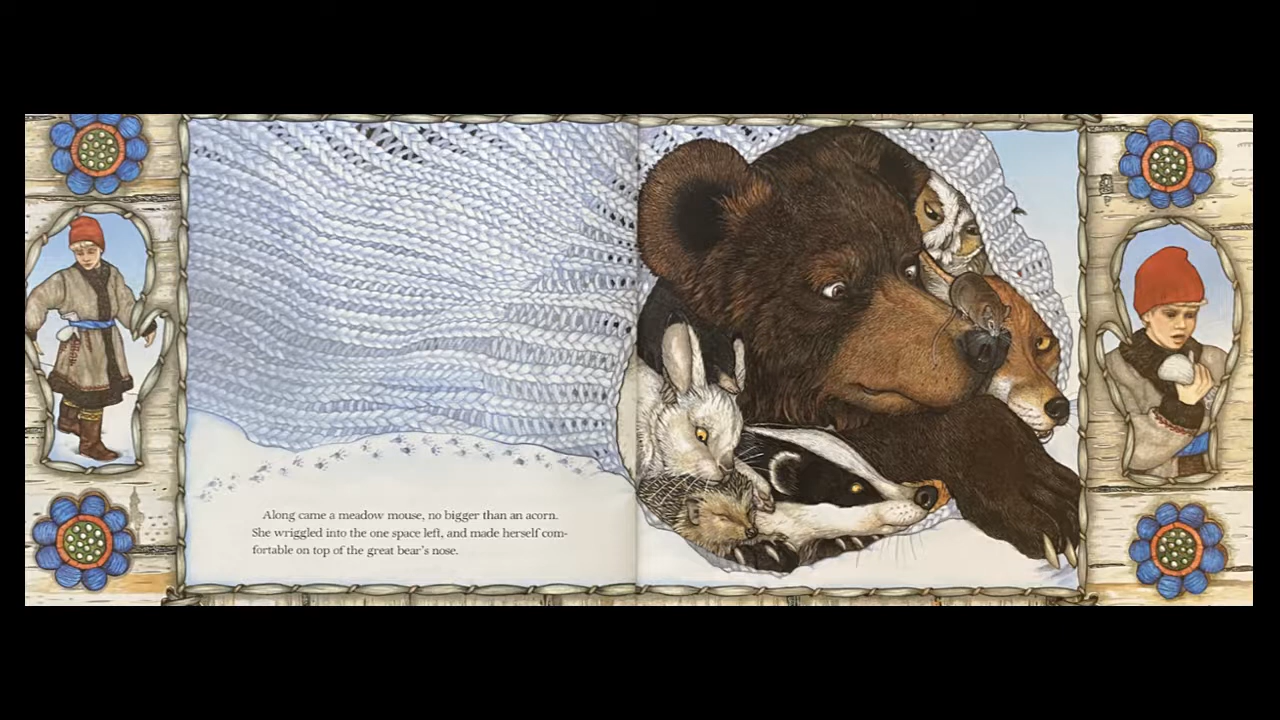 Along came a meadow mouse, no bigger than an acorn.
She wriggled into the one space left, and made herself com-
fortable on top of the great bear's nose.